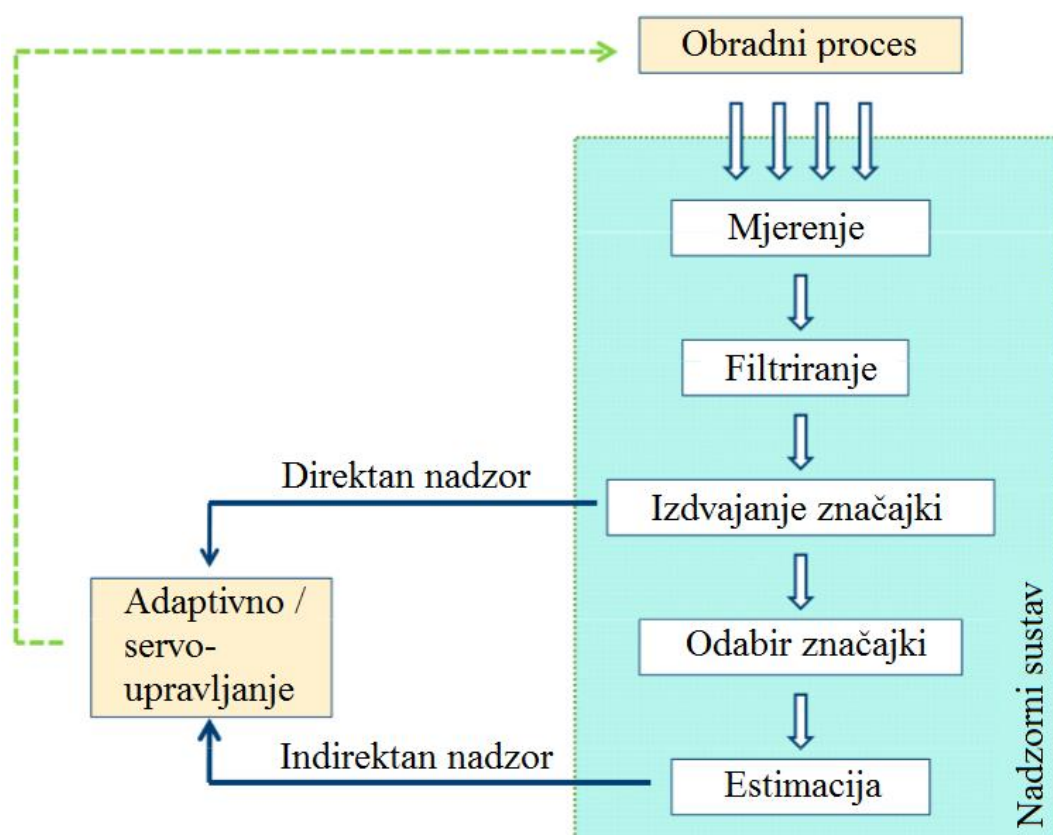 Obradni proces
Mjerenje
Filtriranje
Direktan nadzor
Izdvajanje značajki
Adaptivno /
servo-
upravljanje
Odabir značajki
Indirektan nadzor
Estimacija
Nadzorni sustav